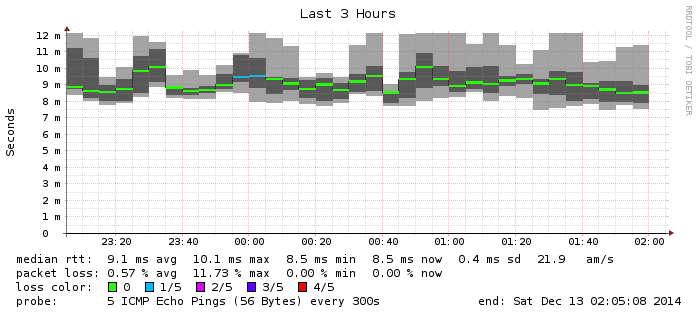 Last 3 Hours
RRDTOOL / TOBI OETIKER
Seconds
12 m
11 m
10 m
9 m
8 m
7 m
6 m
5 m
4 m
3 m
2 m
1 m
0
23:20 23:40 00:00 00:20 00:40 01:00 01:20 01:40 02:00
median rtt: 9.1 ms avg 10.1 ms max 8.5 ms min 8.5 ms now 0.4 ms sd 21.9 am/s
packet loss: 0.57 % avg 11.73 % max 0.00 % min 0.00 % now
loss color: 0 1/5 2/5 3/5 4/5
probe: 5 ICMP Echo Pings (56 Bytes) every 300s end: Sat Dec 13 02:05:08 2014